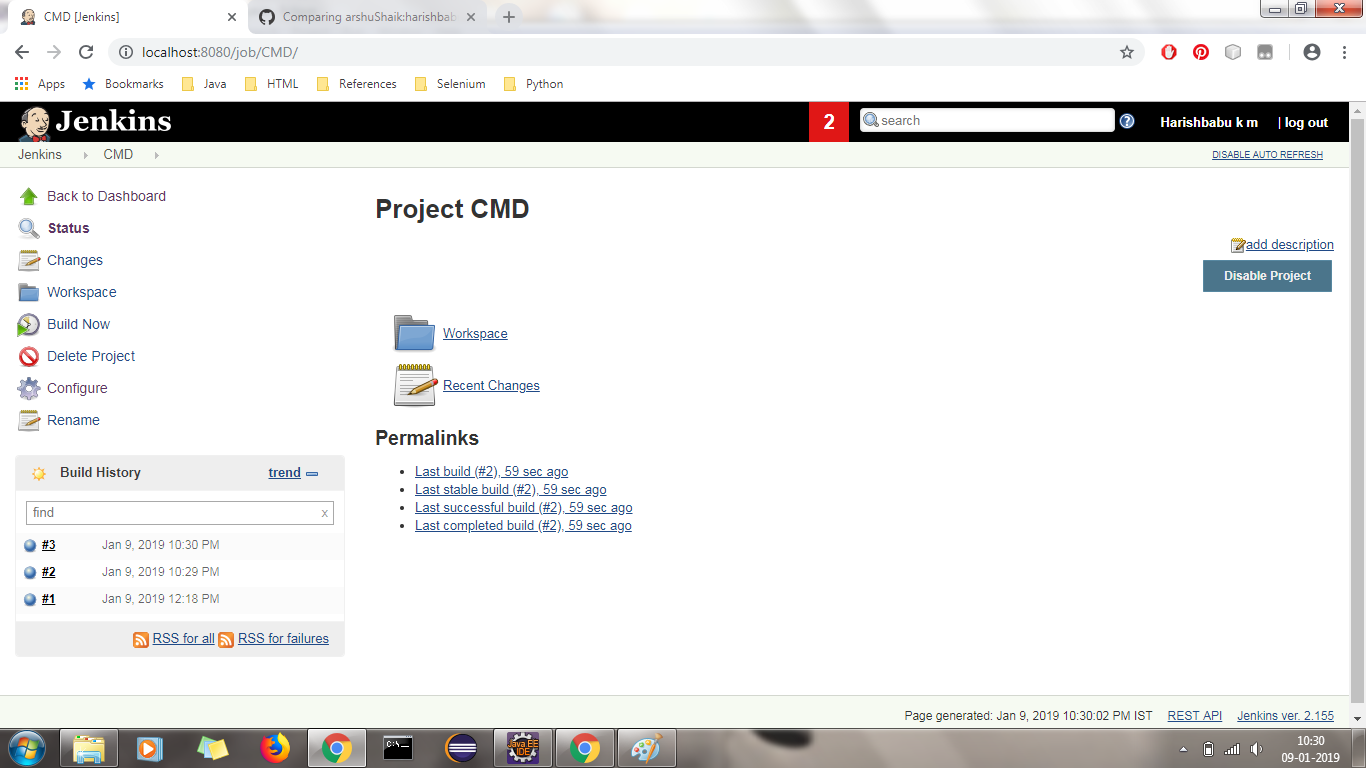 CMD [Jenkins]
Comparing arshuShaik:harishbab
localhost:8080/job/CMD/
Apps Bookmarks Java HTML References Selenium Python
Jenkins
2
search
Harishbabu k m
| log out
Jenkins CMD
DISABLE AUTO REFRESH
Back to Dashboard
Status
Changes
Workspace
Build Now
Delete Project
Configure
Rename
Build History
trend
find x
#3 Jan 9, 2019 10:30 PM
#2 Jan 9, 2019 10:29 PM
#1 Jan 9, 2019 12:18 PM
RSS for all RSS for failures
Project CMD
add description
Disable Project
Workspace
Recent Changes
Permalinks
Last build (#2), 59 sec ago
Last stable build (#2), 59 sec ago
Last successful build (#2), 59 sec ago
Last completed build (#2), 59 sec ago
Page generated: Jan 9, 2019 10:30:02 PM IST REST API Jenkins ver. 2.155
C:\_
Java EE
IDE
10:30
09-01-2019